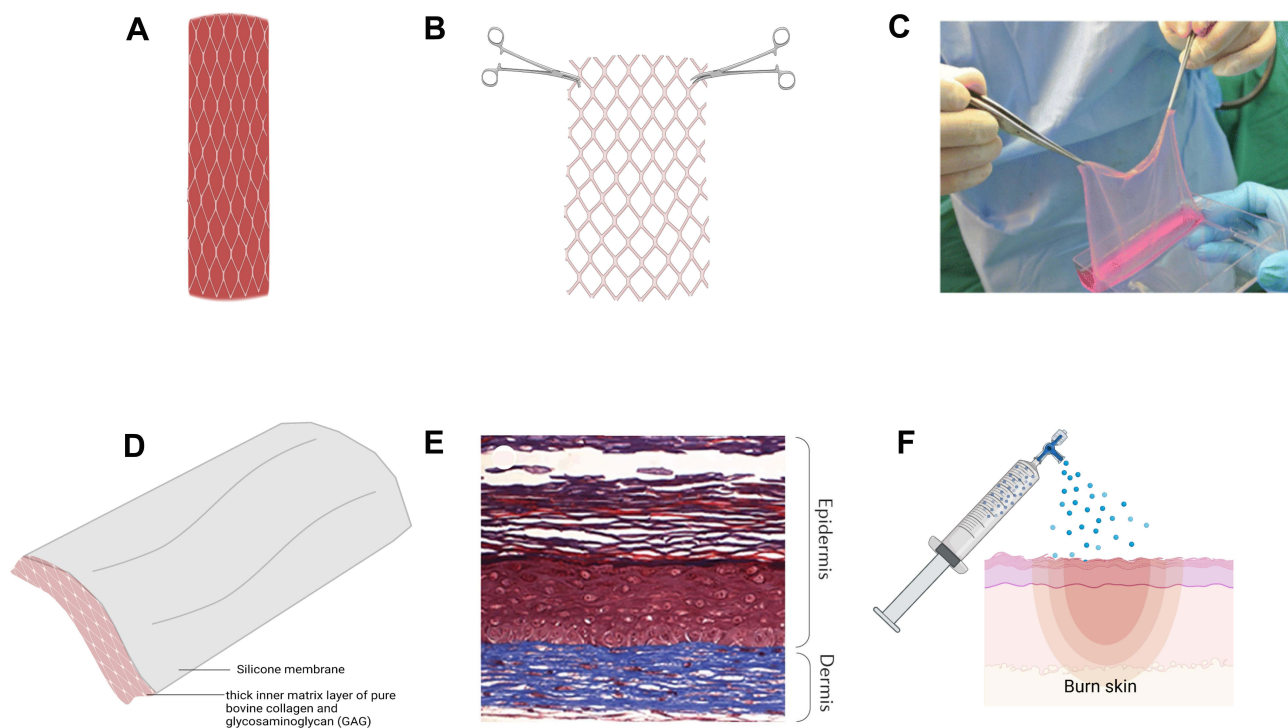 A
B
C
D
Silicone membrane
thick inner matrix layer of pure
bovine collagen and
glycosaminoglycan (GAG)
E
Epidermis
Dermis
F
Burn skin